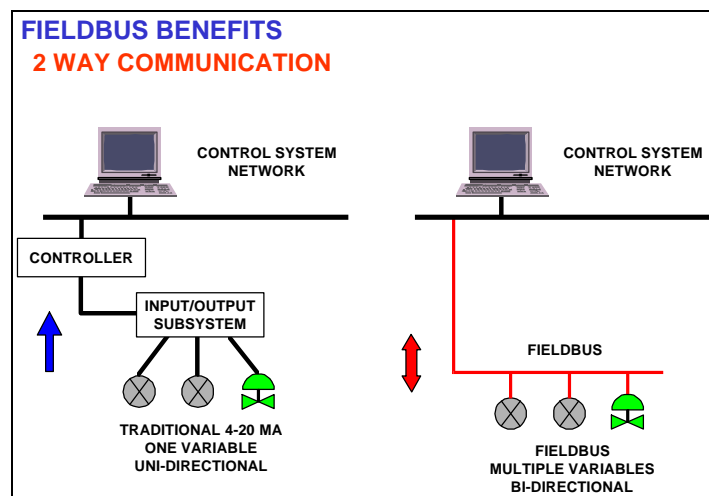 FIELDBUS BENEFITS
2 WAY COMMUNICATION
CONTROL SYSTEM
NETWORK
CONTROLLER
INPUT/OUTPUT
SUBSYSTEM
TRADITIONAL 4-20 MA
ONE VARIABLE
UNI-DIRECTIONAL
CONTROL SYSTEM
NETWORK
FIELDBUS
FIELDBUS
MULTIPLE VARIABLES
BI-DIRECTIONAL